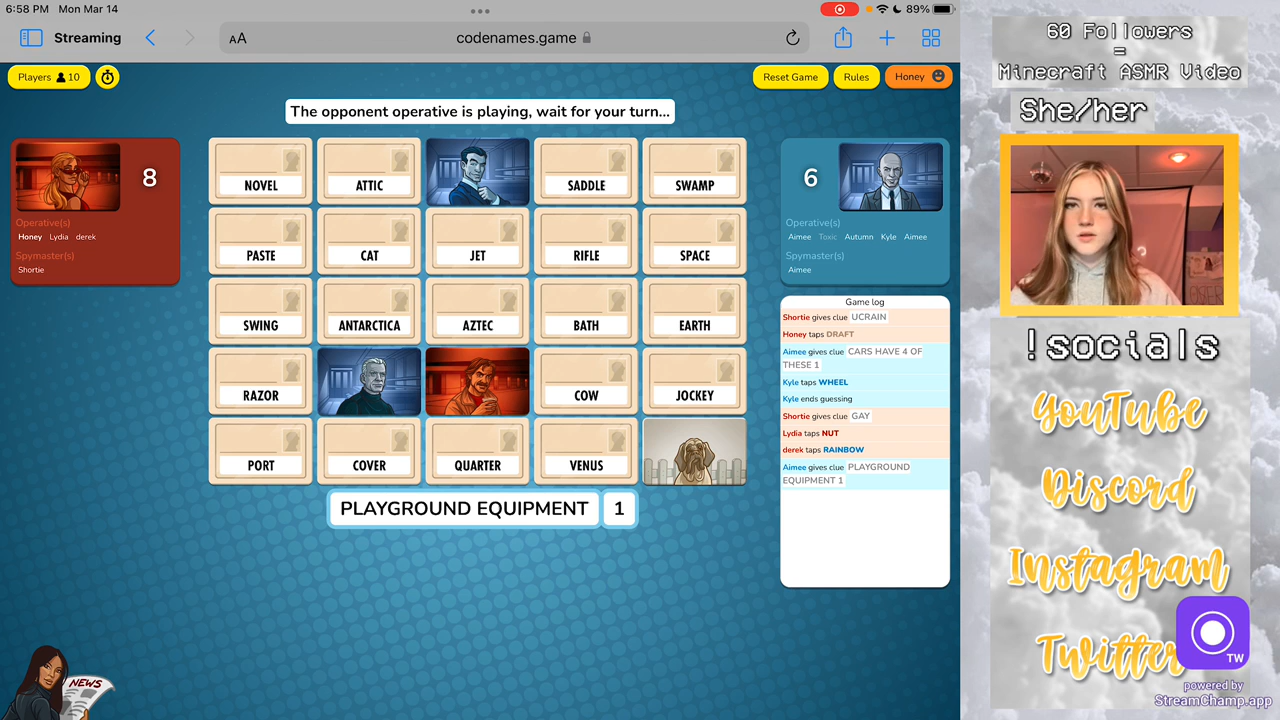 6:58 PM Mon Mar 14
89%
Streaming
AA
codenames.game
Players 10
Reset Game
Rules
Honey
The opponent operative is playing, wait for your turn...
8
Operative(s)
Honey Lydia derek
Spymaster(s)
Shortie
NOVEL
ATTIC
SADDLE
SWAMP
PASTE
CAT
JET
RIFLE
SPACE
SWING
ANTARCTICA
AZTEC
BATH
EARTH
RAZOR
COW
JOCKEY
PORT
COVER
QUARTER
VENUS
PLAYGROUND EQUIPMENT 1
NEWS
6
Operative(s)
Aimee Toxic Autumn Kyle Aimee
Spymaster(s)
Aimee
Game log
Shortie gives clue UCRAIN
Honey taps DRAFT
Aimee gives clue CARS HAVE 4 OF
THESE 1
Kyle taps WHEEL
Kyle ends guessing
Shortie gives clue GAY
Lydia taps NUT
derek taps RAINBOW
Aimee gives clue PLAYGROUND
EQUIPMENT 1
60 Followers
=
Minecraft ASMR Video
She/her
!socials
YouTube
Discord
Instagram
Twitter
TW
powered by
StreamChamp.app